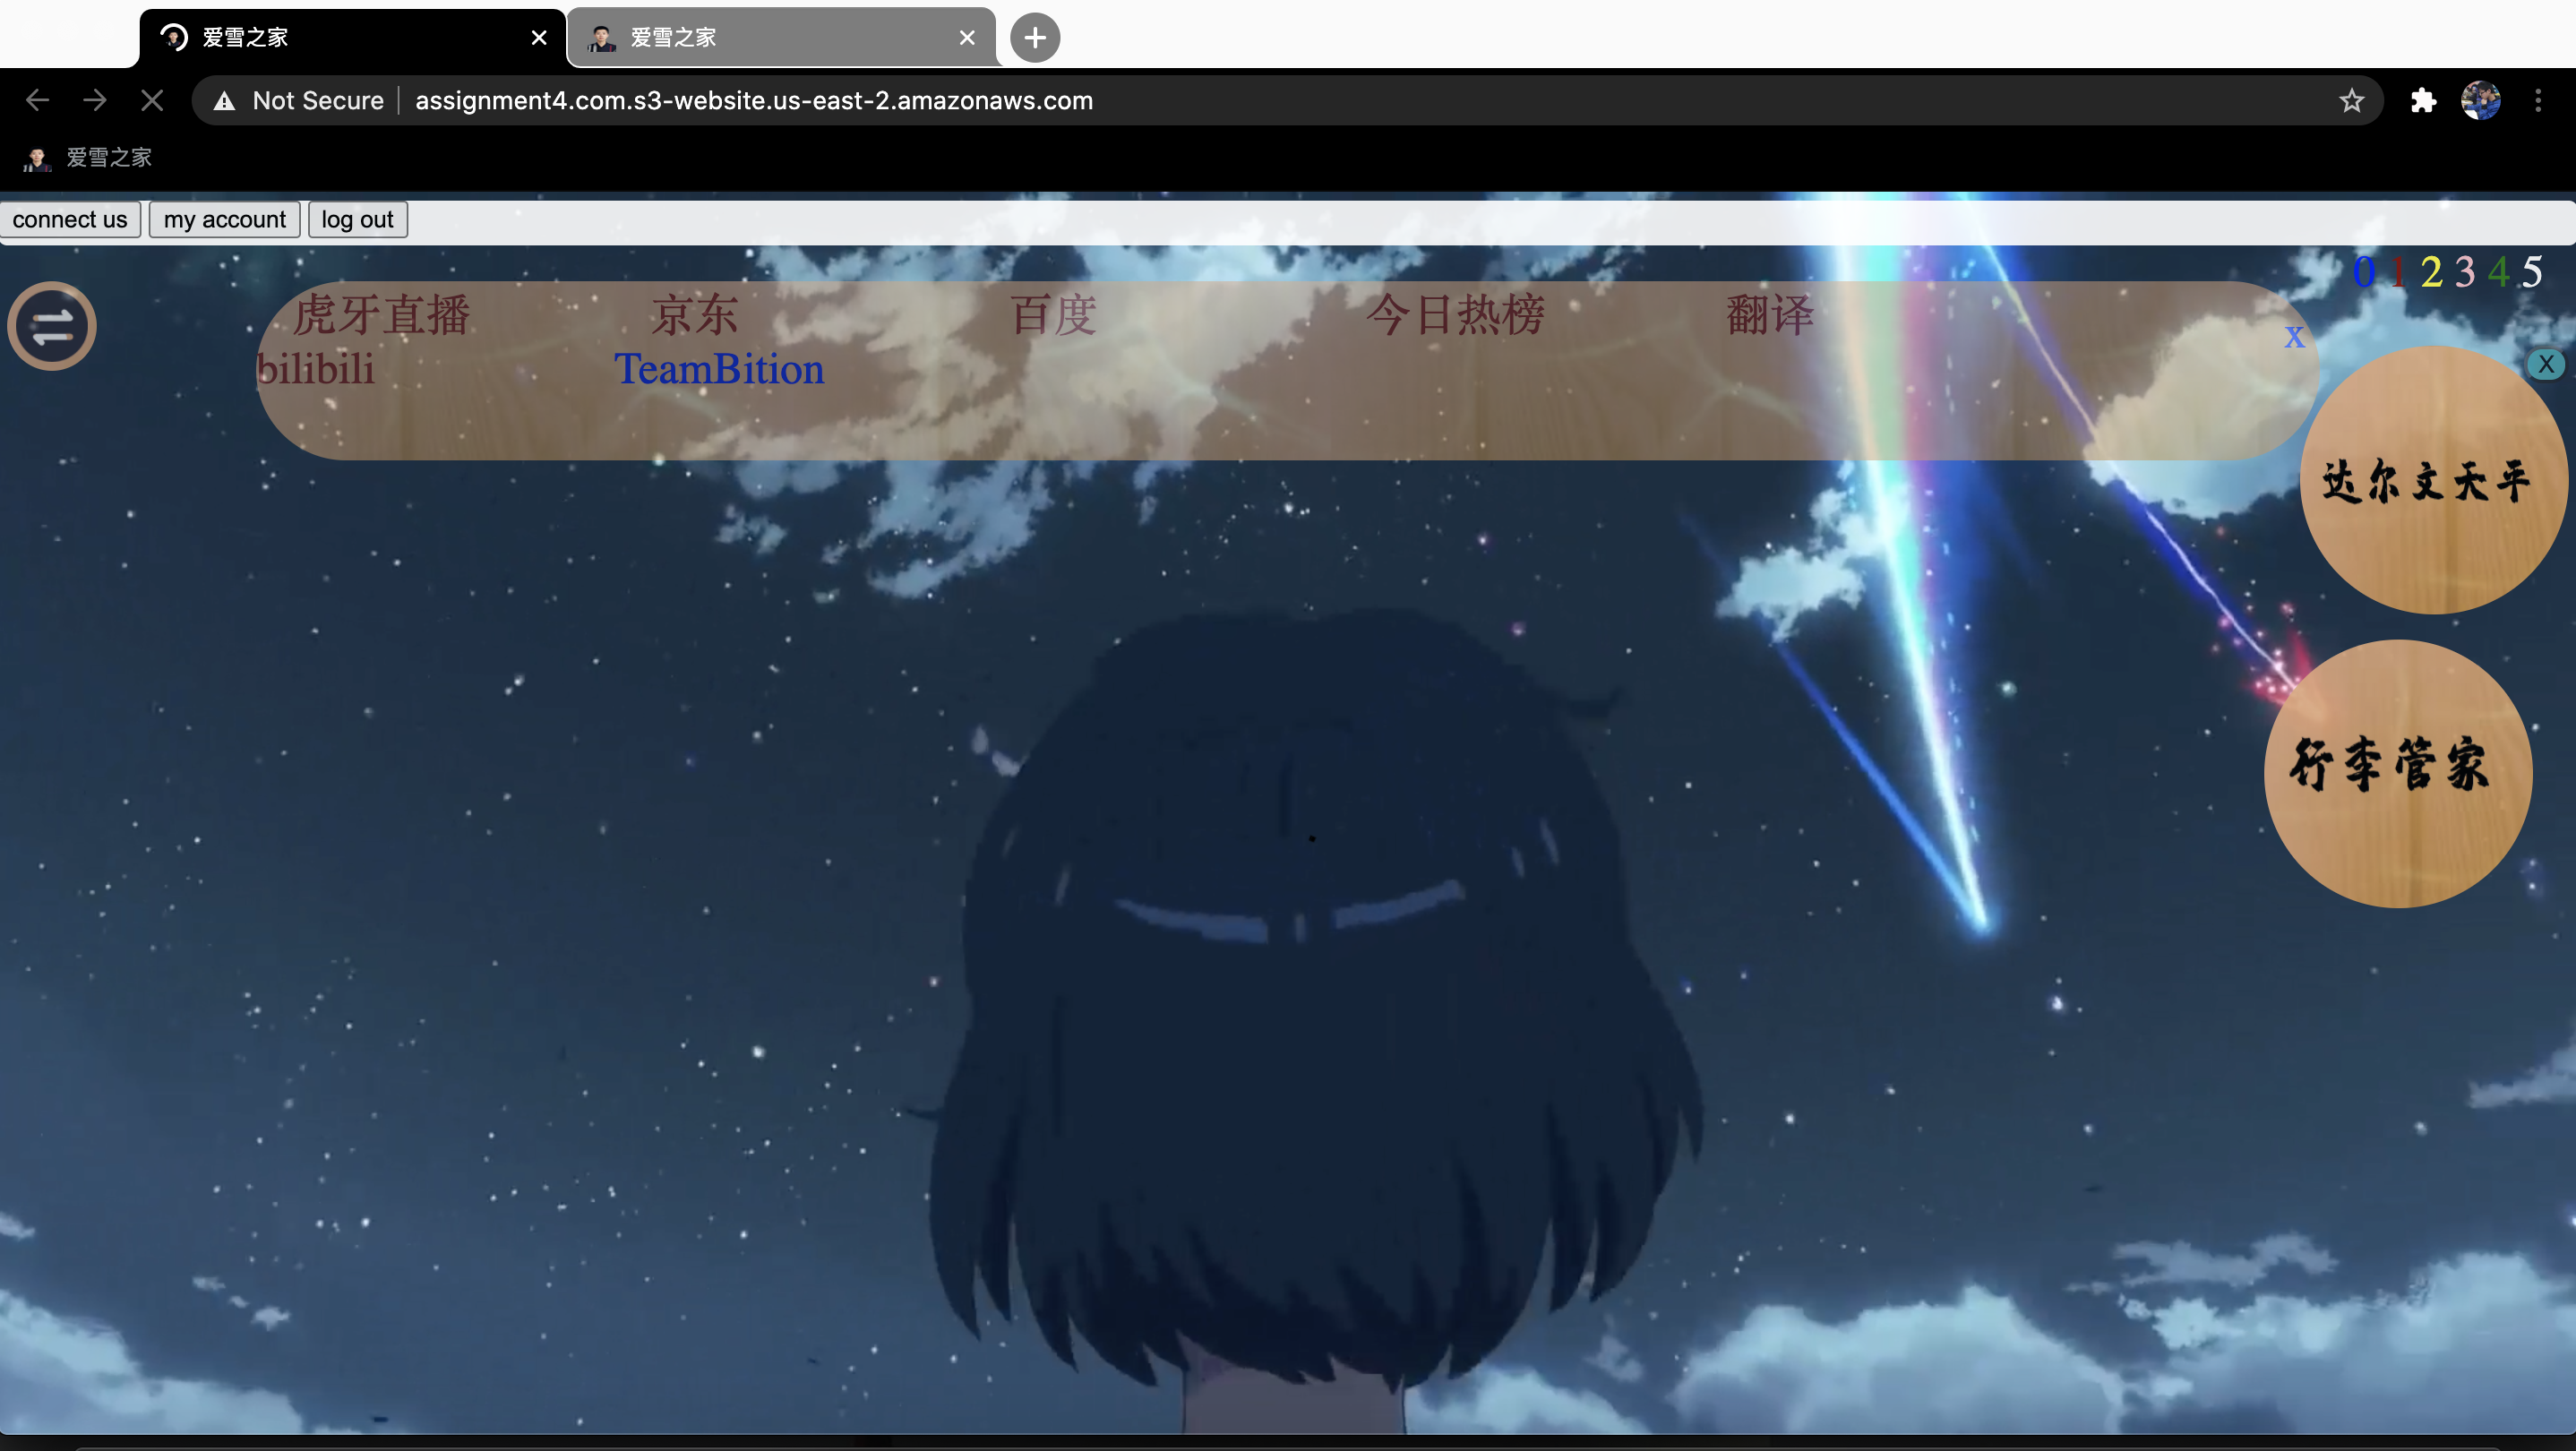 爱雪之家 爱雪之家
Not Secure assignment4.com.s3-website.us-east-2.amazonaws.com
爱雪之家
connect us my account log out
0 1 2 3 4 5
虎牙直播 京东 百度 今日热榜 翻译
x
bilibili TeamBition
X
达尔文天平
行李管家